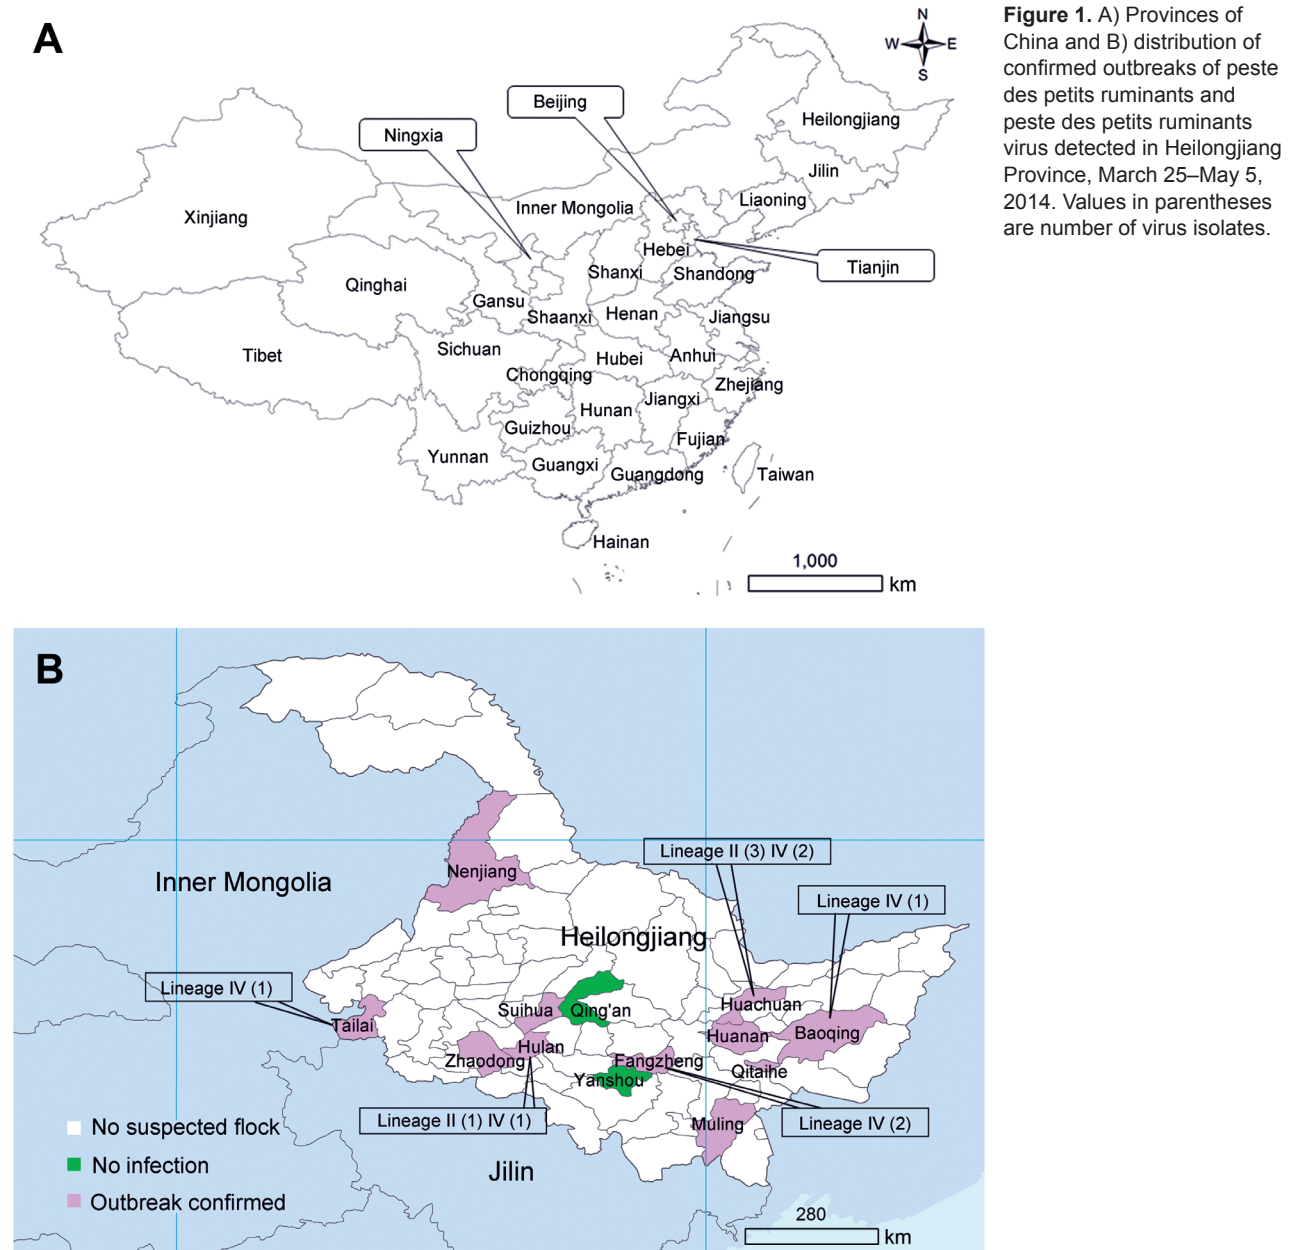 A
N
W
E
S
Beijing
Ningxia
Heilongjiang
Jilin
Liaoning
Inner Mongolia
Xinjiang
Hebei
Tianjin
Shanxi
Shandong
Qinghai
Gansu
Shaanxi
Henan
Jiangsu
Sichuan
Tibet
Hubei
Anhui
Chongqing
Zhejiang
Jiangxi
Hunan
Guizhou
Fujian
Yunnan
Guangxi
Guangdong
Taiwan
Hainan
1,000
km
Figure 1. A) Provinces of
China and B) distribution of
confirmed outbreaks of peste
des petits ruminants and
peste des petits ruminants
virus detected in Heilongjiang
Province, March 25–May 5,
2014. Values in parentheses
are number of virus isolates.
B
Lineage II (3) IV (2)
Nenjiang
Inner Mongolia
Lineage IV (1)
Heilongjiang
Lineage IV (1)
Huachuan
Suihua
Qing'an
Tailai
Huanan
Baoqing
Hulan
Zhaodong
Fangzheng
Qitaihe
Yanshou
Lineage II (1) IV (1)
Muling
Lineage IV (2)
No suspected flock
No infection
Outbreak confirmed
Jilin
280
km